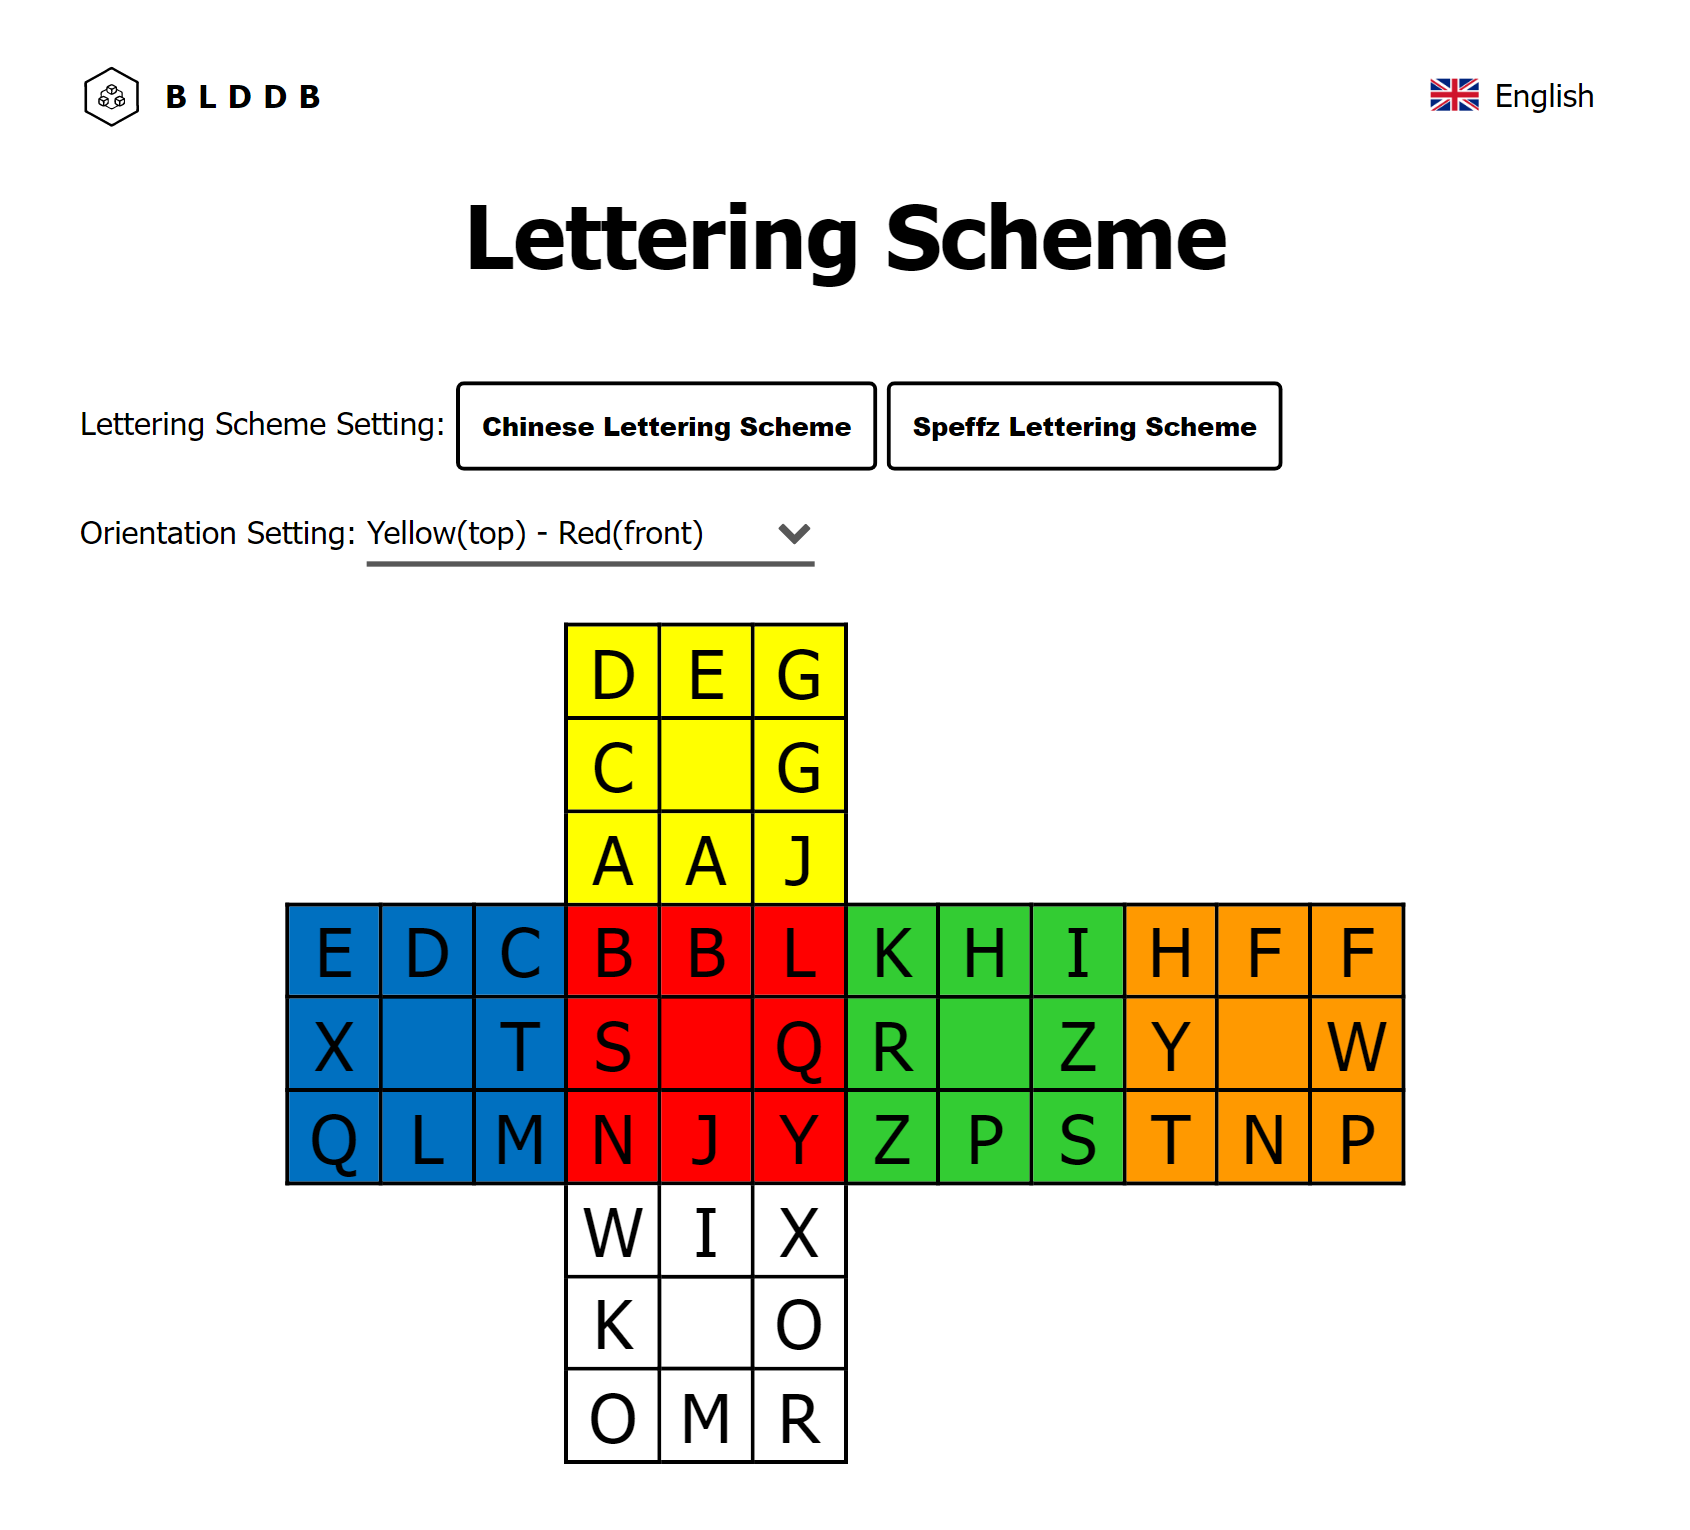 BLDDB
English
Lettering Scheme
Lettering Scheme Setting: Chinese Lettering Scheme Speffz Lettering Scheme
Orientation Setting: Yellow(top) - Red(front)
D E G
C G
A A J
E D C B B L K H I H F F
X T S Q R Z Y W
Q L M N J Y Z P S T N P
W I X
K O
O M R